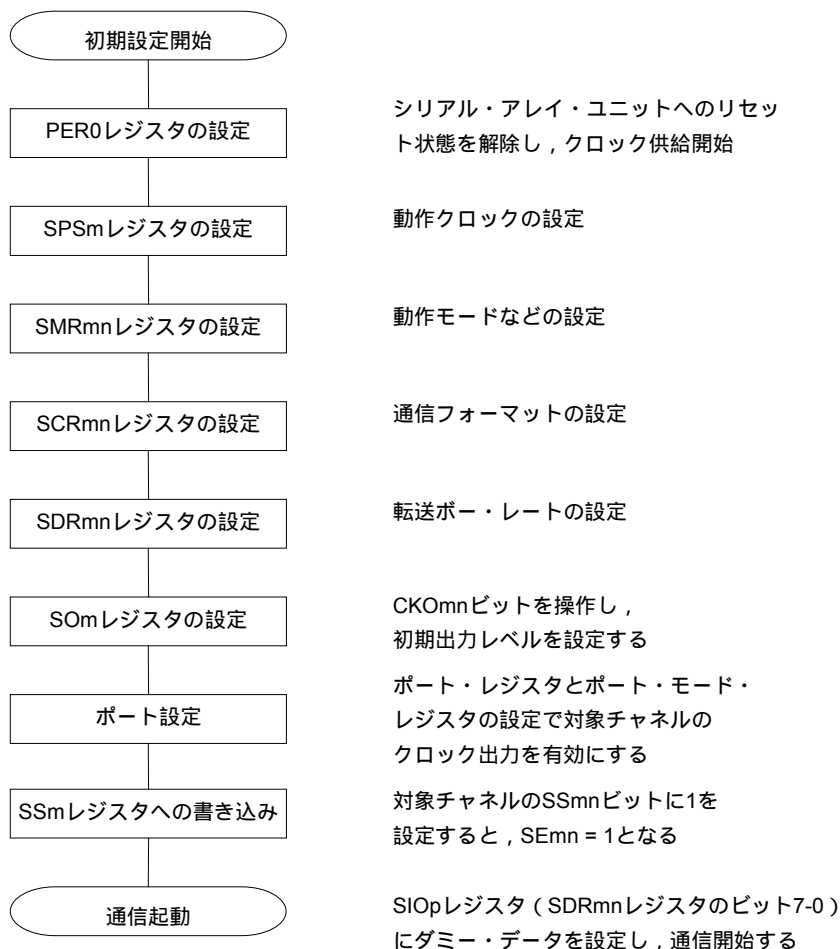 初期設定開始
PER0レジスタの設定
シリアル・アレイ・ユニットへのリセッ
ト状態を解除し，クロック供給開始
SPSmレジスタの設定
動作クロックの設定
SMRmnレジスタの設定
動作モードなどの設定
SCRmnレジスタの設定
通信フォーマットの設定
SDRmnレジスタの設定
転送ボー・レートの設定
SOmレジスタの設定
CKOmnビットを操作し，
初期出力レベルを設定する
ポート設定
ポート・レジスタとポート・モード・
レジスタの設定で対象チャネルの
クロック出力を有効にする
SSmレジスタへの書き込み
対象チャネルのSSmnビットに1を
設定すると，SEmn = 1となる
通信起動
SIOpレジスタ（SDRmnレジスタのビット7-0）
にダミー・データを設定し，通信開始する